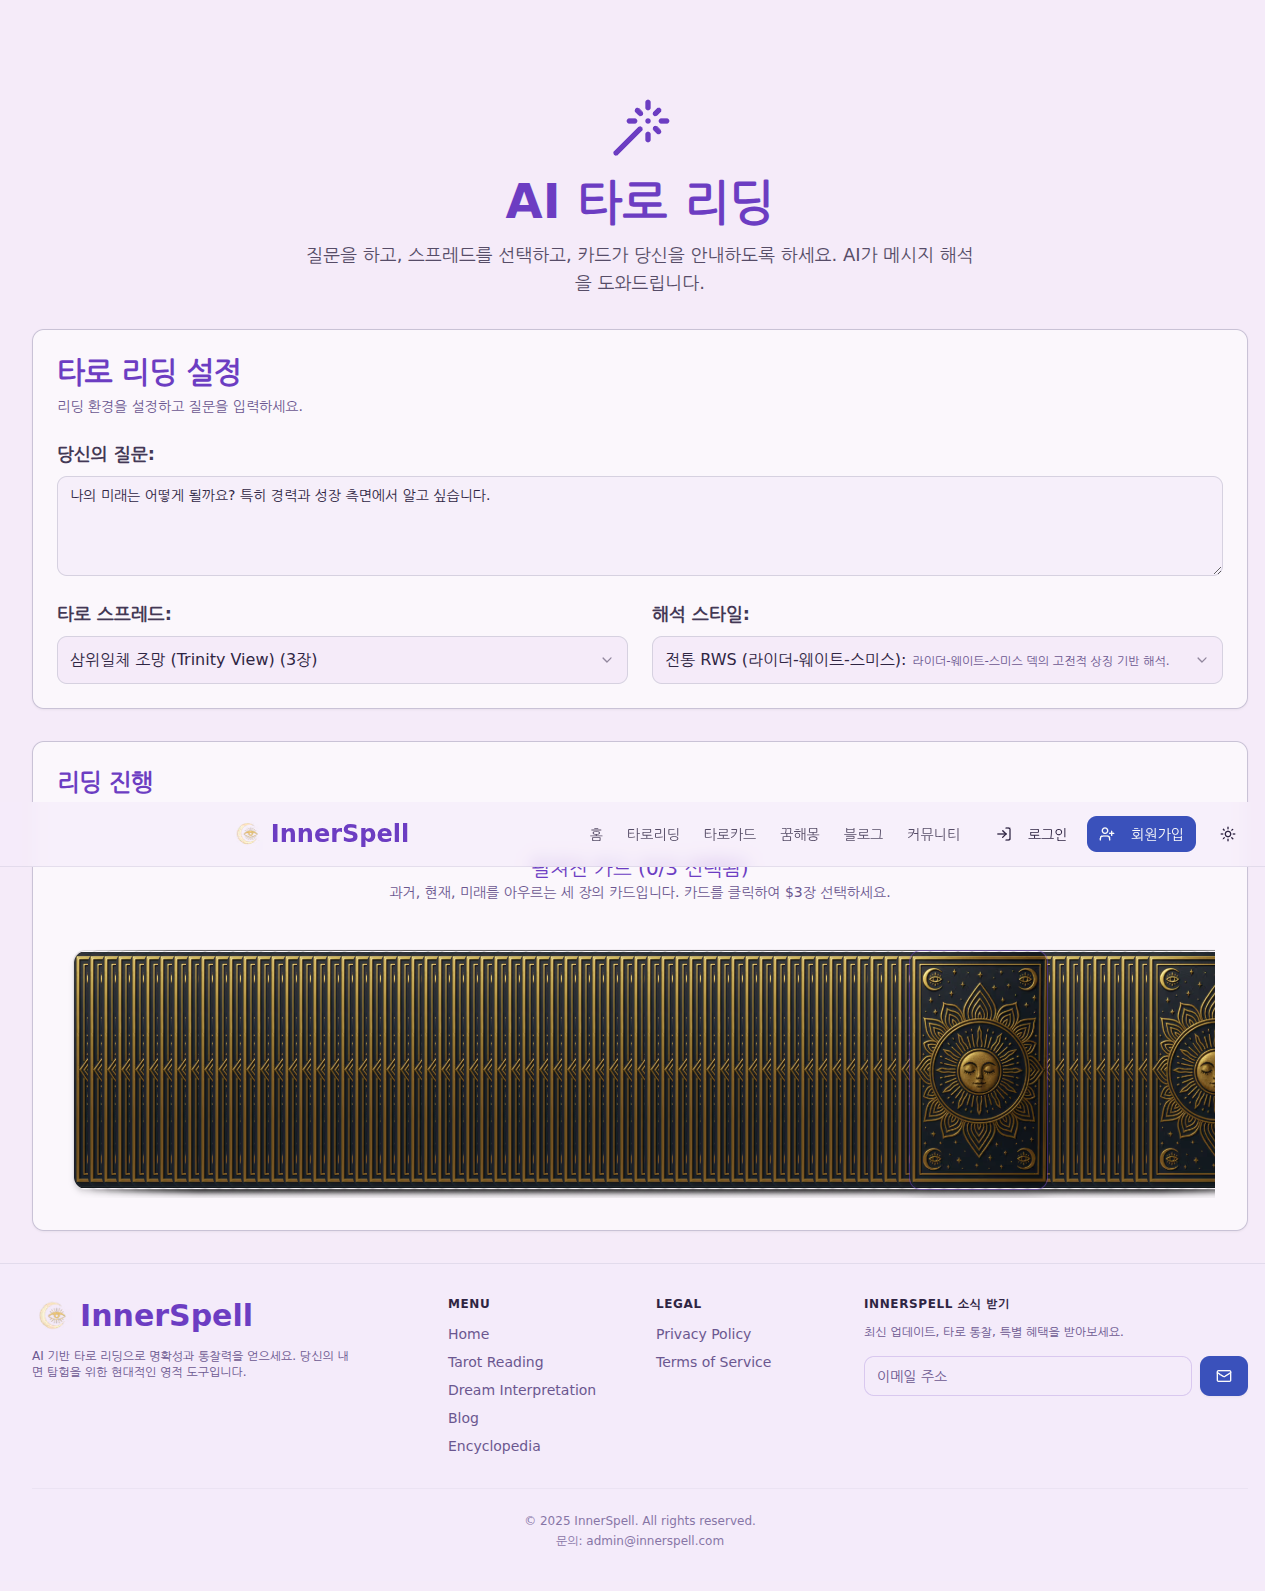 AI 타로 리딩
질문을 하고, 스프레드를 선택하고, 카드가 당신을 안내하도록 하세요. AI가 메시지 해석
을 도와드립니다.
타로 리딩 설정
리딩 환경을 설정하고 질문을 입력하세요.
당신의 질문:
나의 미래는 어떻게 될까요? 특히 경력과 성장 측면에서 알고 싶습니다.
타로 스프레드:
해석 스타일:
삼위일체 조망 (Trinity View) (3장)
전통 RWS (라이더-웨이트-스미스): 라이더-웨이트-스미스 덱의 고전적 상징 기반 해석.
리딩 진행
InnerSpell
홈
타로리딩
타로카드
꿈해몽
블로그
커뮤니티
로그인
회원가입
펼쳐진 카드 (0/3 선택됨)
과거, 현재, 미래를 아우르는 세 장의 카드입니다. 카드를 클릭하여 $3장 선택하세요.
InnerSpell
AI 기반 타로 리딩으로 명확성과 통찰력을 얻으세요. 당신의 내
면 탐험을 위한 현대적인 영적 도구입니다.
MENU
Home
Tarot Reading
Dream Interpretation
Blog
Encyclopedia
LEGAL
Privacy Policy
Terms of Service
INNERSPELL 소식 받기
최신 업데이트, 타로 통찰, 특별 혜택을 받아보세요.
이메일 주소
© 2025 InnerSpell. All rights reserved.
문의: admin@innerspell.com